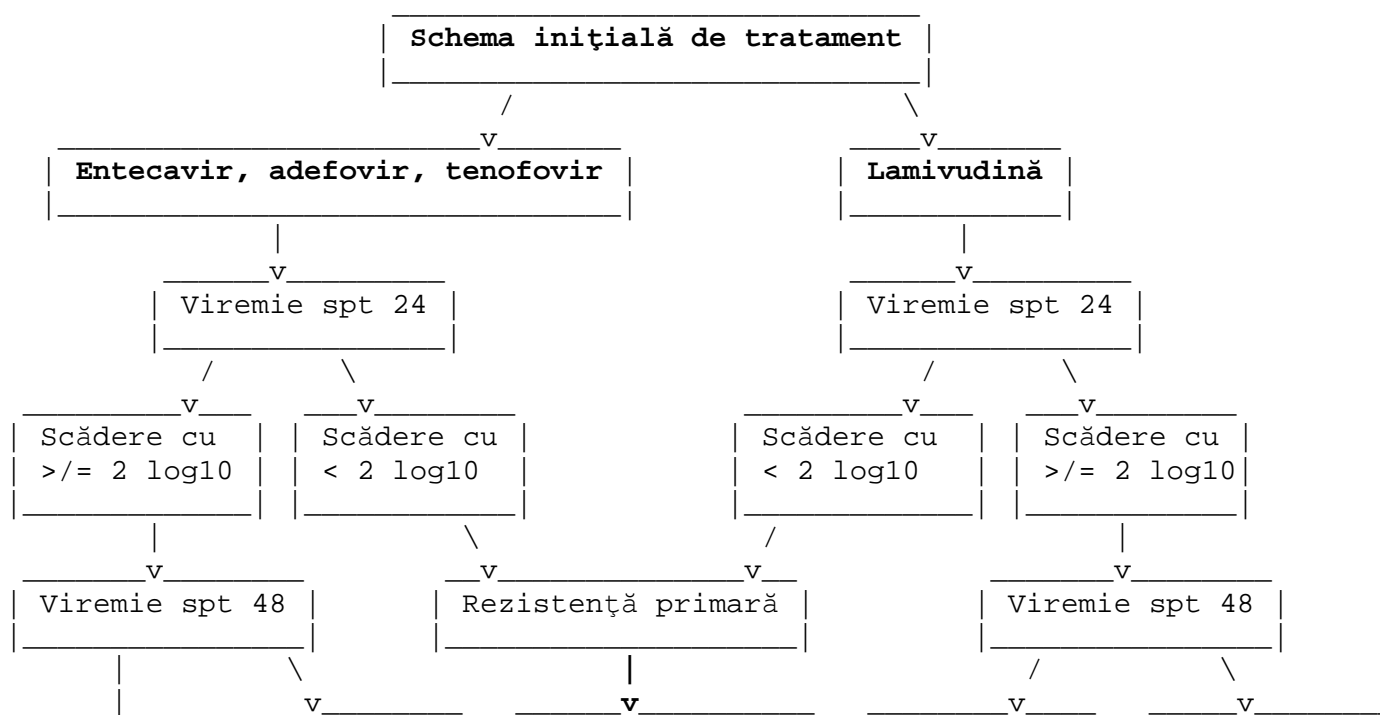 Schema iniţială de tratament
Entecavir, adefovir, tenofovir
Lamivudină
Viremie spt 24
Viremie spt 24
Scădere cu
>/= 2 log10
Scădere cu
< 2 log10
Scădere cu
< 2 log10
Scădere cu
>/= 2 log10
Viremie spt 48
Rezistenţă primară
Viremie spt 48